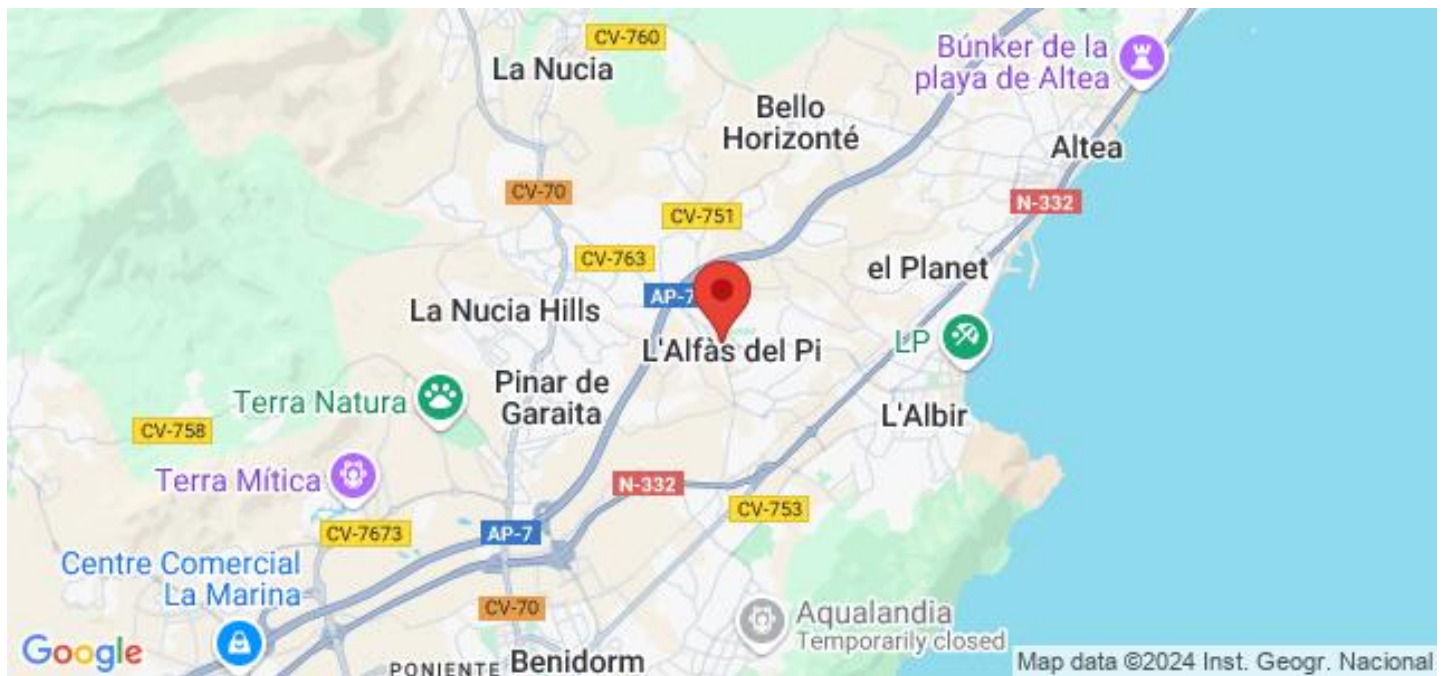 CV-760
La Nucia
Búnker de la
playa de Altea
Bello
Horizonté
Altea
CV-70
N-332
CV-751
CV-763
el Planet
AP-7
La Nucia Hills
L'Alfàs del Pi
LP
Pinar de
Garaita
Terra Natura
L'Albir
CV-758
Terra Mítica
N-332
CV-753
CV-7673
AP-7
Centre Comercial
La Marina
CV-70
Aqualandia
Temporarily closed
Google
PONIENTE
Benidorm
Map data ©2024 Inst. Geogr. Nacional